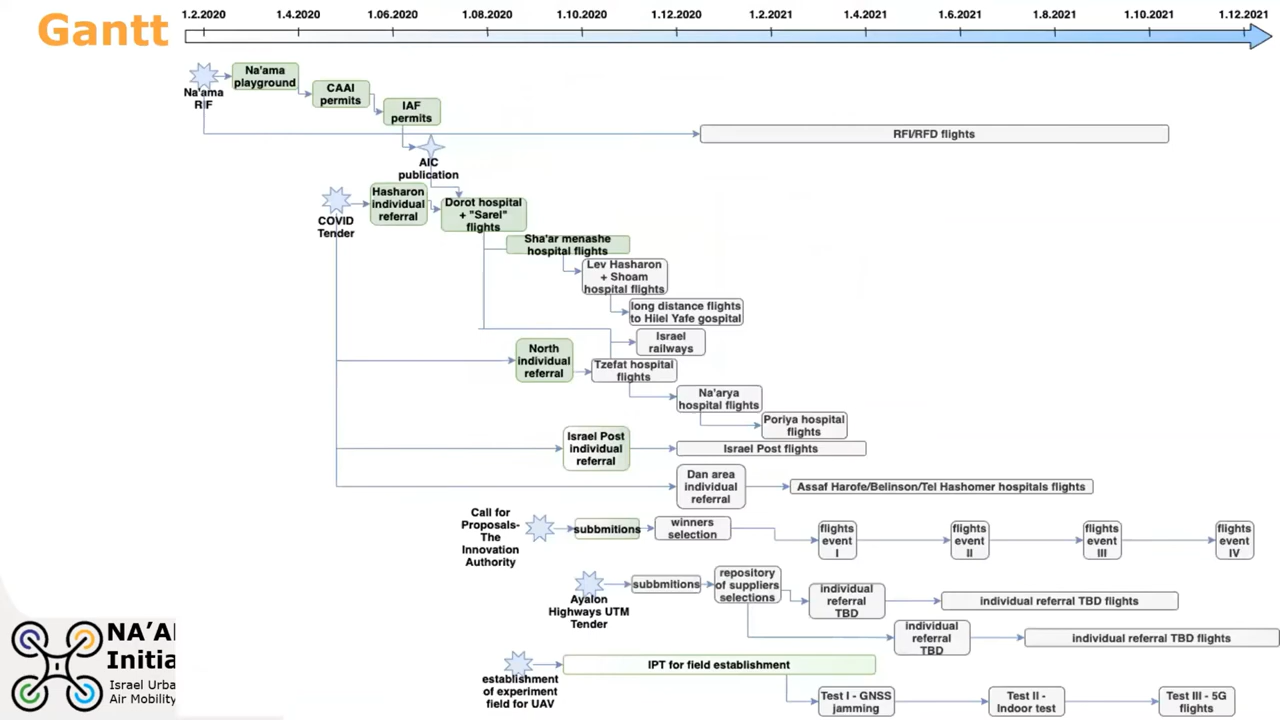 Gantt
1.2.2020 1.4.2020 1.06.2020 1.08.2020 1.10.2020 1.12.2020 1.2.2021 1.4.2021 1.6.2021 1.8.2021 1.10.2021 1.12.2021
Na'ama
RIF
Na'ama
playground
CAAI
permits
IAF
permits
RFI/RFD flights
AIC
publication
COVID
Tender
Hasharon
individual
referral
Dorot hospital
+ "Sarel"
flights
Sha'ar menashe
hospital flights
Lev Hasharon
+ Shoam
hospital flights
long distance flights
to Hilel Yafe gospital
Israel
railways
North
individual
referral
Tzefat hospital
flights
Na'arya
hospital flights
Poriya hospital
flights
Israel Post
individual
referral
Israel Post flights
Dan area
individual
referral
Assaf Harofe/Belinson/Tel Hashomer hospitals flights
Call for
Proposals-
The
Innovation
Authority
subbmitions
winners
selection
flights
event
I
flights
event
II
flights
event
III
flights
event
IV
Ayalon
Highways UTM
Tender
subbmitions
repository
of suppliers
selections
individual
referral
TBD
individual referral TBD flights
individual
referral
TBD
individual referral TBD flights
establishment
of experiment
field for UAV
IPT for field establishment
Test I - GNSS
jamming
Test II -
Indoor test
Test III - 5G
flights
NA'A
Initia
Israel Urba
Air Mobility